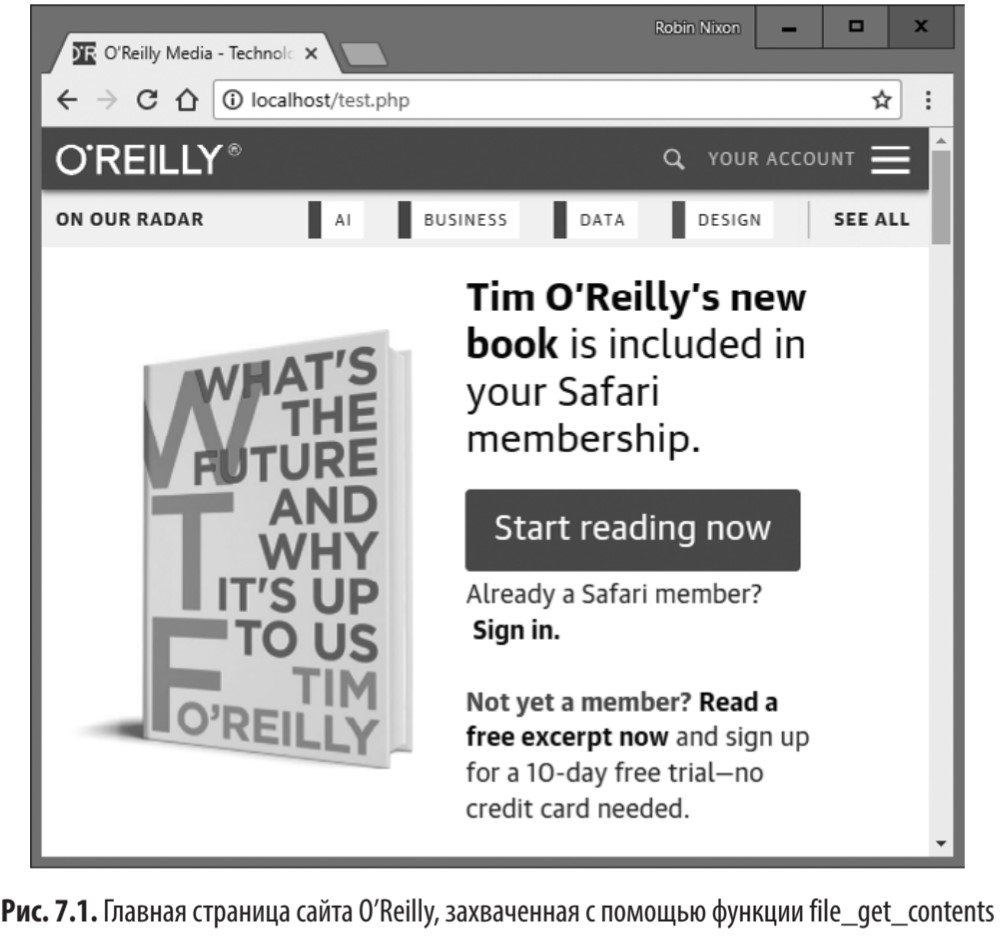 Robin Nixon
O'R O'Reilly Media - Technolo
localhost/test.php
O'REILLY®
YOUR ACCOUNT
ON OUR RADAR AI BUSINESS DATA DESIGN SEE ALL
WTF
WHAT'S
THE
FUTURE
AND
WHY
IT'S UP
TO US
TIM
O'REILLY
Tim O'Reilly's new
book is included in
your Safari
membership.
Start reading now
Already a Safari member?
Sign in.
Not yet a member? Read a
free excerpt now and sign up
for a 10-day free trial—no
credit card needed.
Рис. 7.1. Главная страница сайта O'Reilly, захваченная с помощью функции file_get_contents